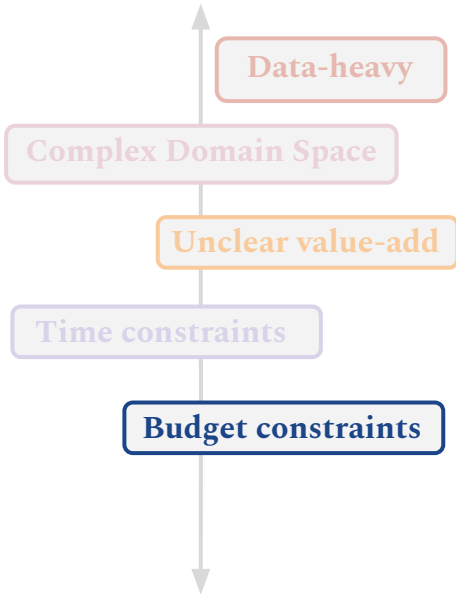 Data-heavy
Complex Domain Space
Unclear value-add
Time constraints
Budget constraints